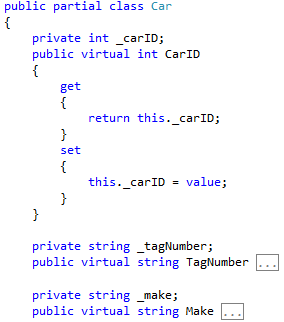 public partial class Car
{
    private int _carID;
    public virtual int CarID
    {
        get
        {
            return this._carID;
        }
        set
        {
            this._carID = value;
        }
    }
    private string _tagNumber;
    public virtual string TagNumber ...
    private string _make;
    public virtual string Make ...